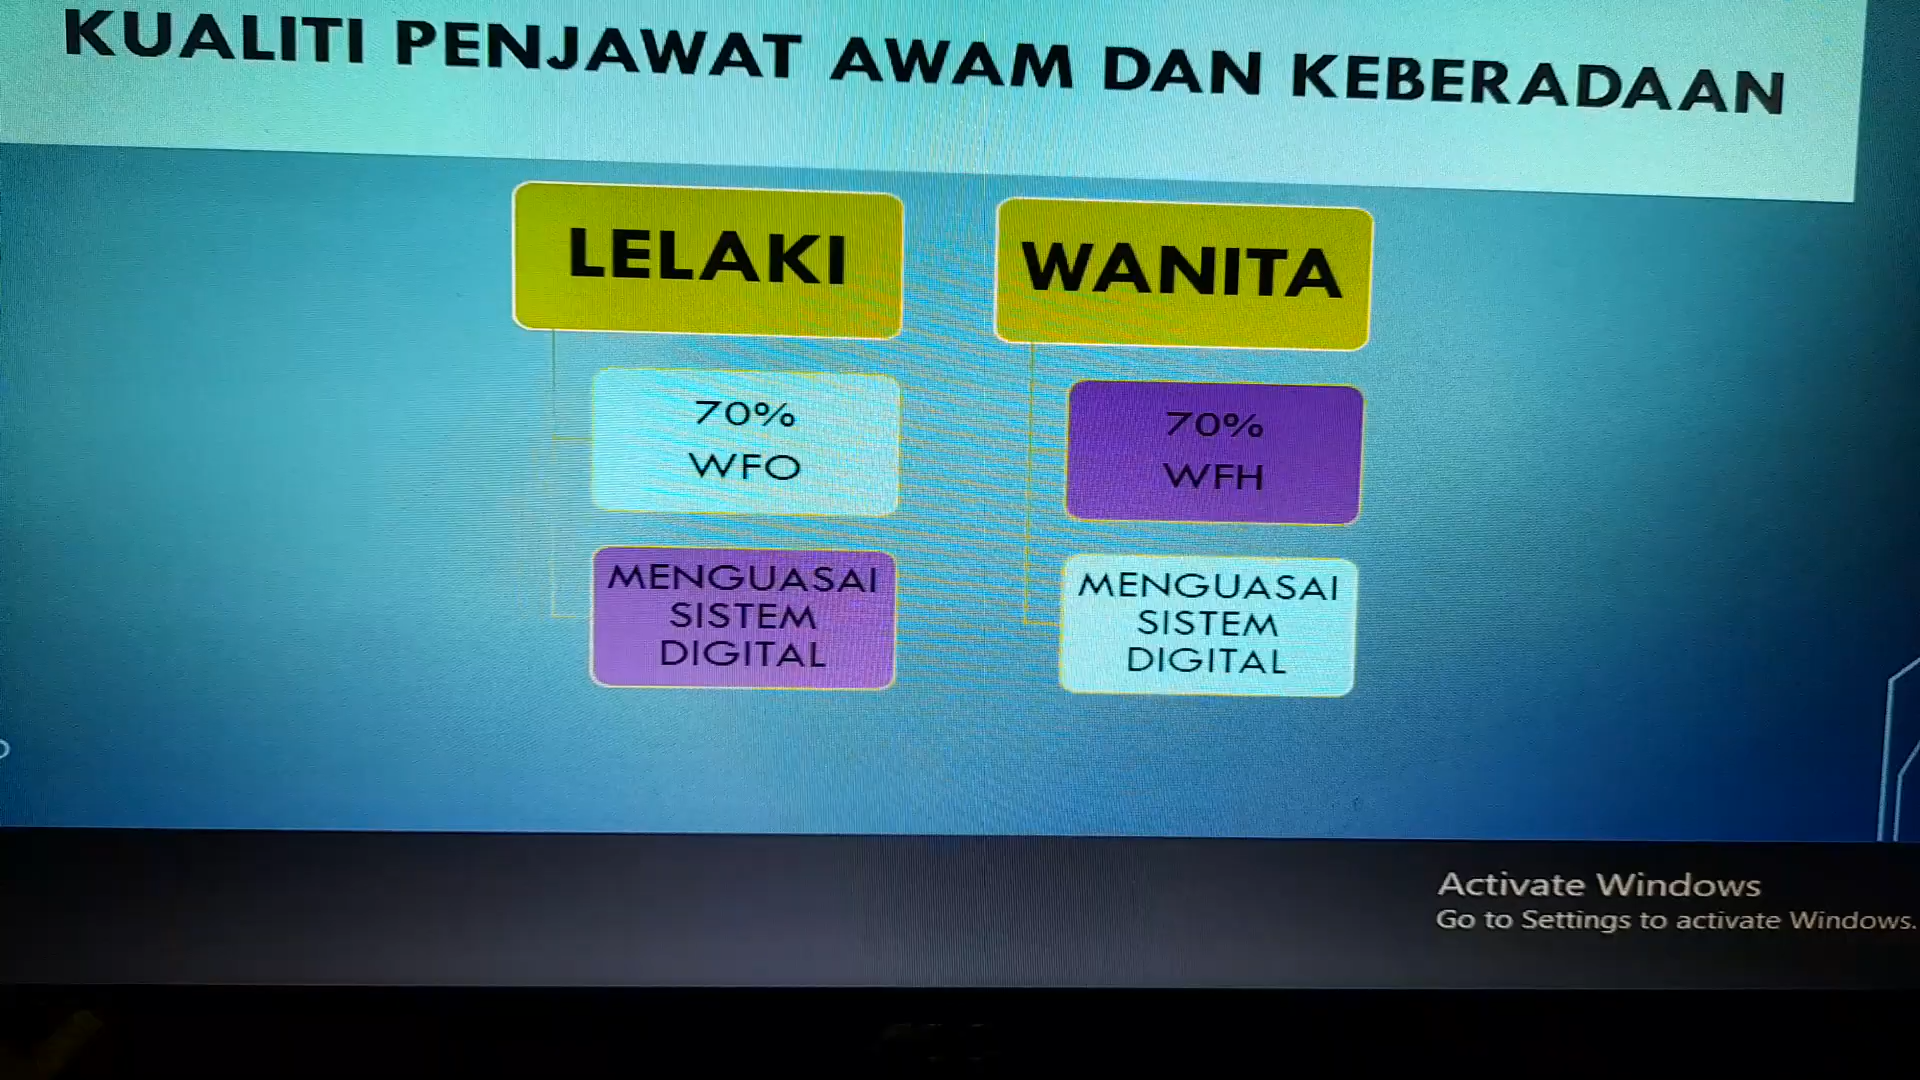 KUALITI PENJAWAT AWAM DAN KEBERADAAN
LELAKI
70%
WFO
MENGUASAI
SISTEM
DIGITAL
WANITA
70%
WFH
MENGUASAI
SISTEM
DIGITAL
Activate Windows
Go to Settings to activate Windows.